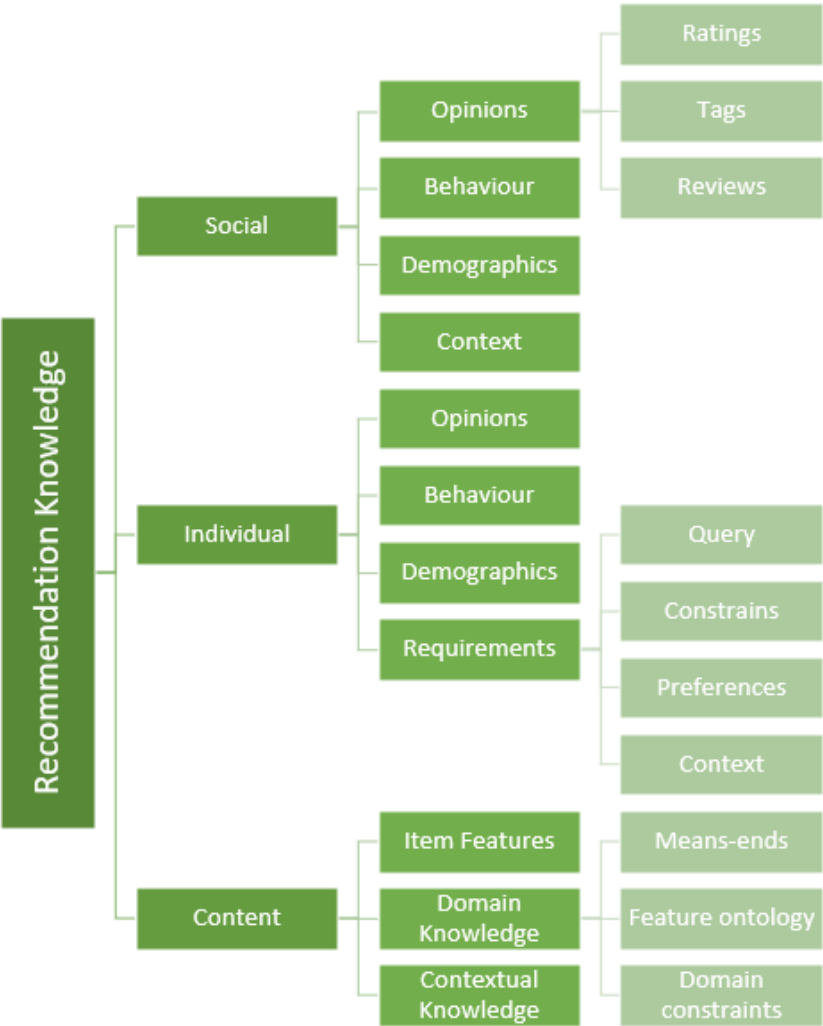 Recommendation Knowledge
Social
Opinions
Ratings
Tags
Reviews
Behaviour
Demographics
Context
Individual
Opinions
Behaviour
Demographics
Requirements
Query
Constrains
Preferences
Context
Content
Item Features
Domain
Knowledge
Means-ends
Feature ontology
Domain
constraints
Contextual
Knowledge